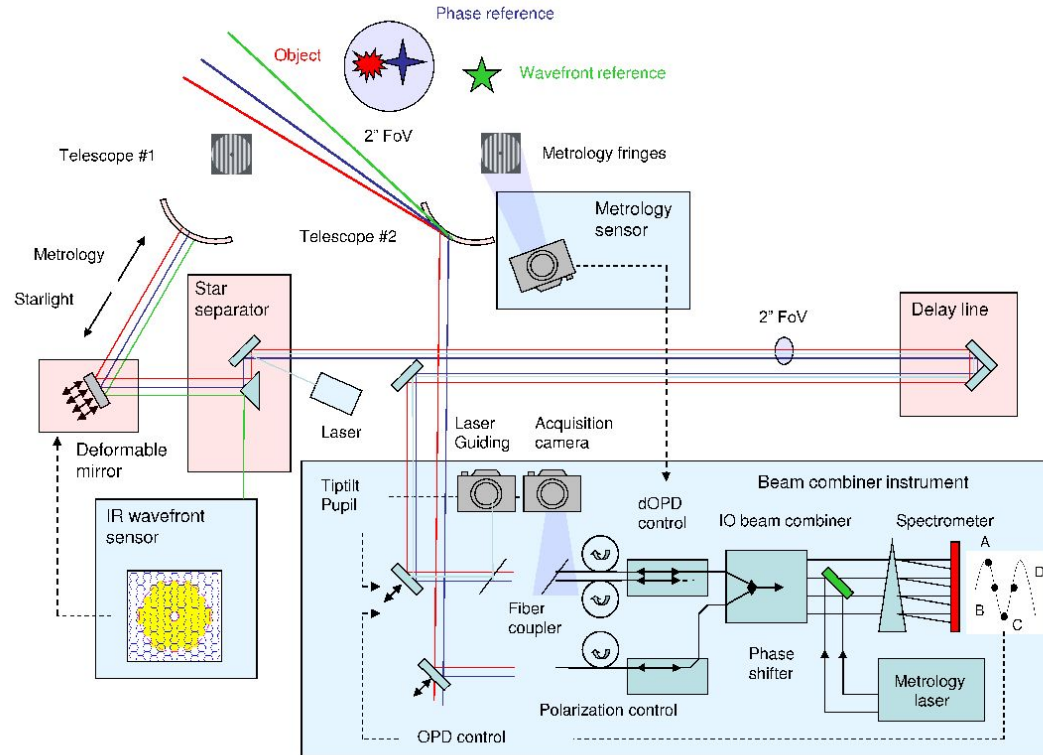 Phase reference
Object
Wavefront reference
2" FoV
Telescope #1
Metrology fringes
Telescope #2
Metrology
sensor
Metrology
Starlight
Star
separator
2" FoV
Delay line
Laser
Deformable
mirror
Laser
Guiding
Acquisition
camera
IR wavefront
sensor
Tiptilt
Pupil
Beam combiner instrument
dOPD
control
IO beam combiner
Spectrometer
A
D
B
C
Fiber
coupler
Phase
shifter
Metrology
laser
Polarization control
OPD control